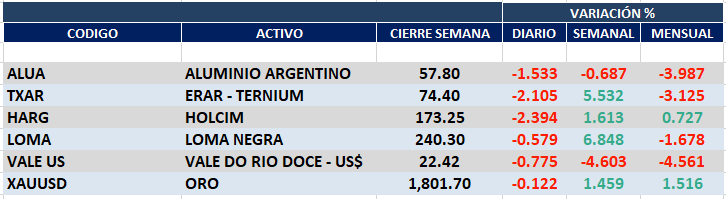 VARIACIÓN %
CODIGO ACTIVO CIERRE SEMANA DIARIO SEMANAL MENSUAL
ALUA ALUMINIO ARGENTINO 57.80 -1.533 -0.687 -3.987
TXAR ERAR - TERNIUM 74.40 -2.105 5.532 -3.125
HARG HOLCIM 173.25 -2.394 1.613 0.727
LOMA LOMA NEGRA 240.30 -0.579 6.848 -1.678
VALE US VALE DO RIO DOCE - US$ 22.42 -0.775 -4.603 -4.561
XAUUSD ORO 1,801.70 -0.122 1.459 1.516